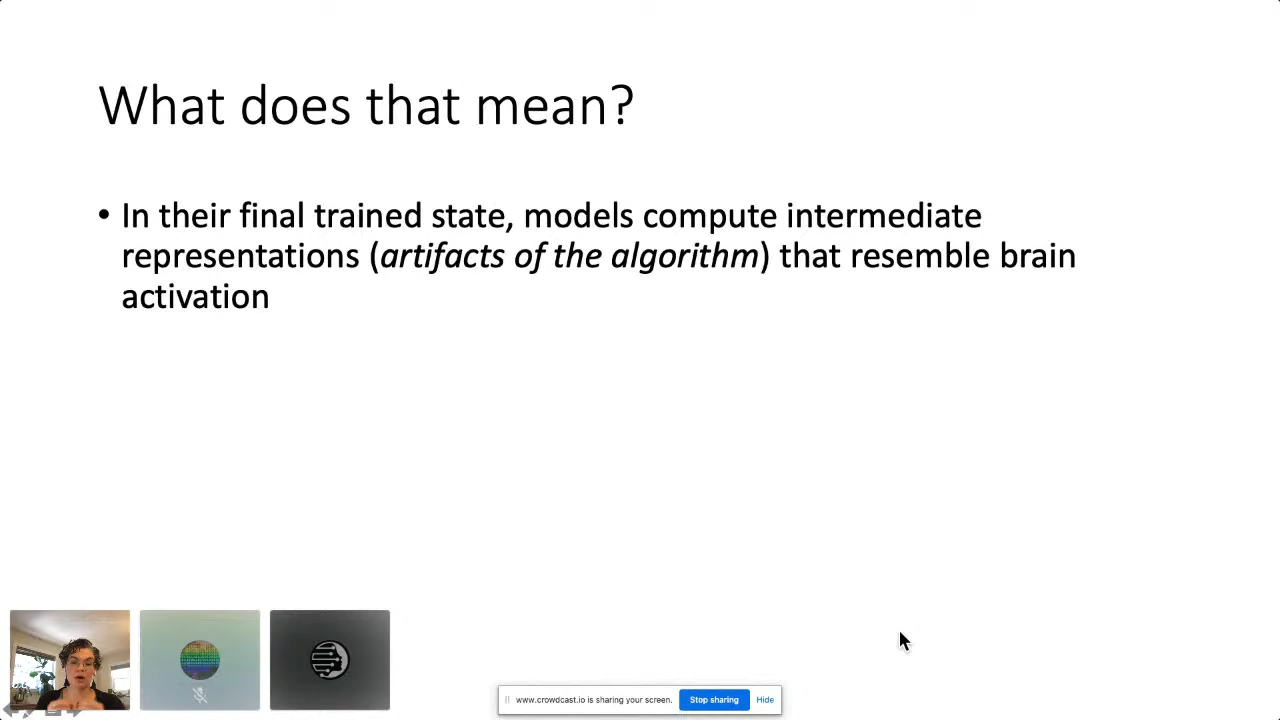 What does that mean?
• In their final trained state, models compute intermediate
representations (artifacts of the algorithm) that resemble brain
activation
www.crowdcast.io is sharing your screen. Stop sharing Hide